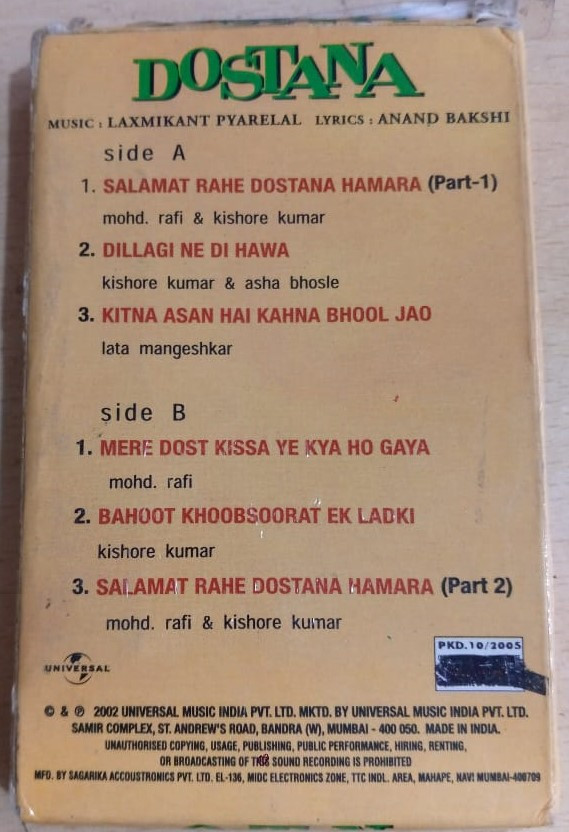 DOSTANA
MUSIC : LAXMIKANT PYARELAL LYRICS : ANAND BAKSHI
side A
1. SALAMAT RAHE DOSTANA HAMARA (Part-1)
mohd. rafi & kishore kumar
2. DILLAGI NE DI HAWA
kishore kumar & asha bhosle
3. KITNA ASAN HAI KAHNA BHOOL JAO
lata mangeshkar
side B
1. MERE DOST KISSA YE KYA HO GAYA
mohd. rafi
2. BAHOOT KHOOBSOORAT EK LADKI
kishore kumar
3. SALAMAT RAHE DOSTANA HAMARA (Part 2)
mohd. rafi & kishore kumar
UNIVERSAL
PKD.10/2005
© & ℗ 2002 UNIVERSAL MUSIC INDIA PVT. LTD. MKTD. BY UNIVERSAL MUSIC INDIA PVT. LTD.
SAMIR COMPLEX, ST. ANDREW'S ROAD, BANDRA (W), MUMBAI - 400 050. MADE IN INDIA.
UNAUTHORISED COPYING, USAGE, PUBLISHING, PUBLIC PERFORMANCE, HIRING, RENTING,
OR BROADCASTING OF SOUND RECORDING IS PROHIBITED
MFD. BY SAGARIKA ACCOUSTRONICS PVT. LTD. EL-136, MIDC ELECTRONICS ZONE, TTC INDL. AREA, MAHAPE, NAVI MUMBAI-400709